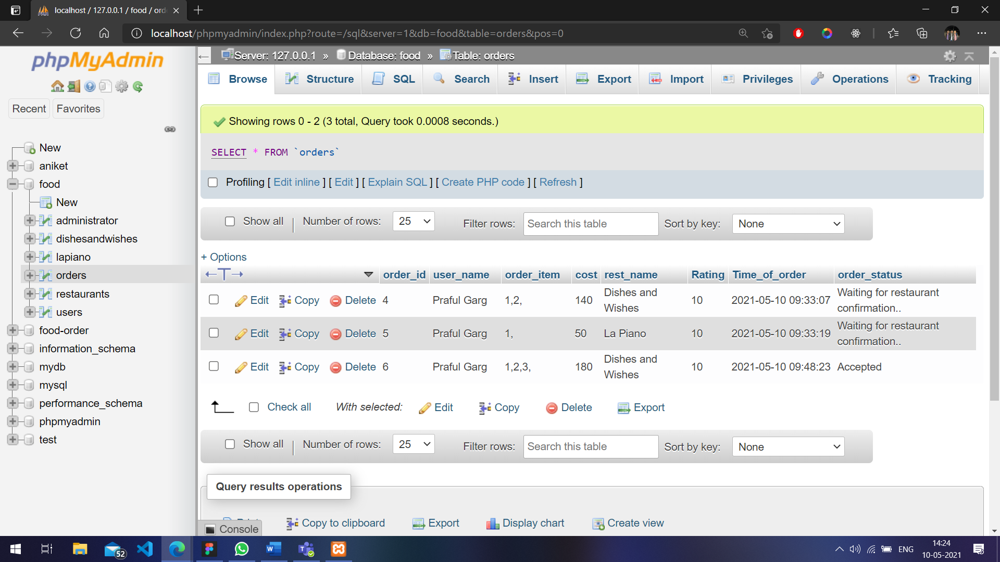 localhost / 127.0.0.1 / food / ord
localhost/phpmyadmin/index.php?route=/sql&server=1&db=food&table=orders&pos=0
phpMyAdmin
Recent Favorites
New
aniket
food
New
administrator
dishesandwishes
lapiano
orders
restaurants
users
food-order
information_schema
mydb
mysql
performance_schema
phpmyadmin
test
Server: 127.0.0.1 » Database: food » Table: orders
Browse Structure SQL Search Insert Export Import Privileges Operations Tracking
Showing rows 0 - 2 (3 total, Query took 0.0008 seconds.)
SELECT * FROM `orders`
Profiling [ Edit inline ] [ Edit ] [ Explain SQL ] [ Create PHP code ] [ Refresh ]
Show all | Number of rows: 25 Filter rows: Search this table Sort by key: None
+ Options
←T→ order_id user_name order_item cost rest_name Rating Time_of_order order_status
Edit Copy Delete 4 Praful Garg 1,2, 140 Dishes and Wishes 10 2021-05-10 09:33:07 Waiting for restaurant confirmation..
Edit Copy Delete 5 Praful Garg 1, 50 La Piano 10 2021-05-10 09:33:19 Waiting for restaurant confirmation..
Edit Copy Delete 6 Praful Garg 1,2,3, 180 Dishes and Wishes 10 2021-05-10 09:48:23 Accepted
Check all With selected: Edit Copy Delete Export
Show all | Number of rows: 25 Filter rows: Search this table Sort by key: None
Query results operations
Copy to clipboard Export Display chart Create view
Console
52
ENG
14:24
10-05-2021